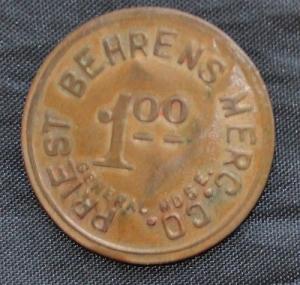 PRIEST BEHRENS MERC. CO.
1.00
GENERAL MDSE.